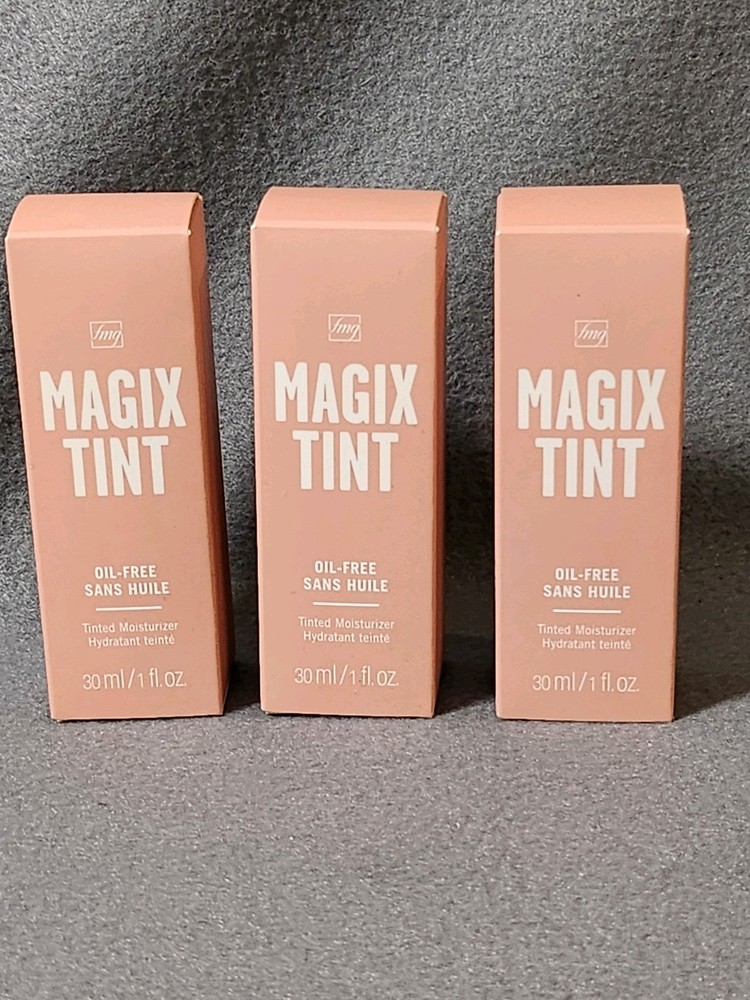 fmg
MAGIX
TINT
OIL-FREE
SANS HUILE
Tinted Moisturizer
Hydratant teinté
30 ml/1 fl. oz.
fmg
MAGIX
TINT
OIL-FREE
SANS HUILE
Tinted Moisturizer
Hydratant teinté
30 ml/1 fl. oz.
fmg
MAGIX
TINT
OIL-FREE
SANS HUILE
Tinted Moisturizer
Hydratant teinté
30 ml/1 fl. oz.